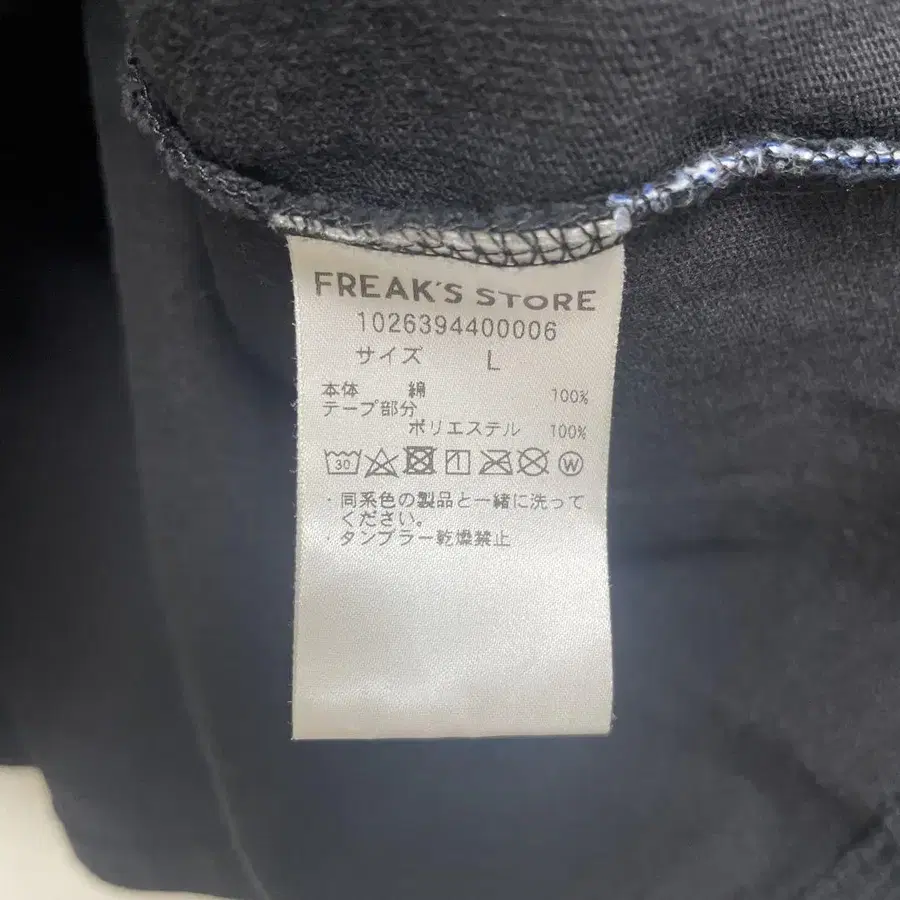 FREAK'S STORE
1026394400006
サイズ L
本体 綿 100%
テープ部分
ポリエステル 100%
30 W
・同系色の製品と一緒に洗って
ください。
・タンブラー乾燥禁止